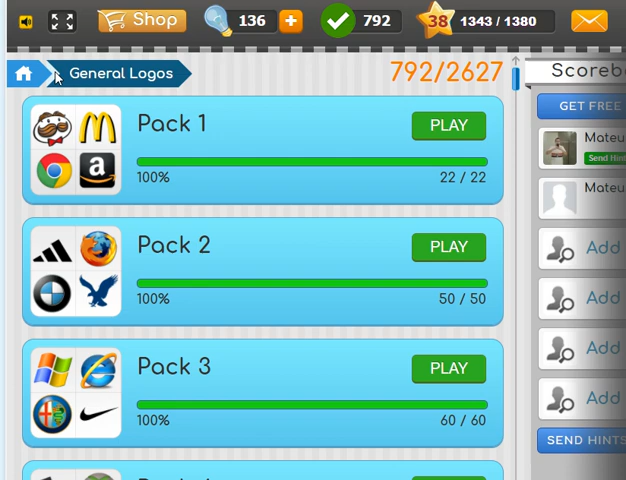 Shop
136
792
38
1343 / 1380
General Logos
792/2627
Scoreb
GET FREE
Pack 1
PLAY
100%
22 / 22
Mateu
Send Hint
Mateu
Pack 2
PLAY
100%
50 / 50
Add
Add
Pack 3
PLAY
100%
60 / 60
Add
Add
SEND HINTS